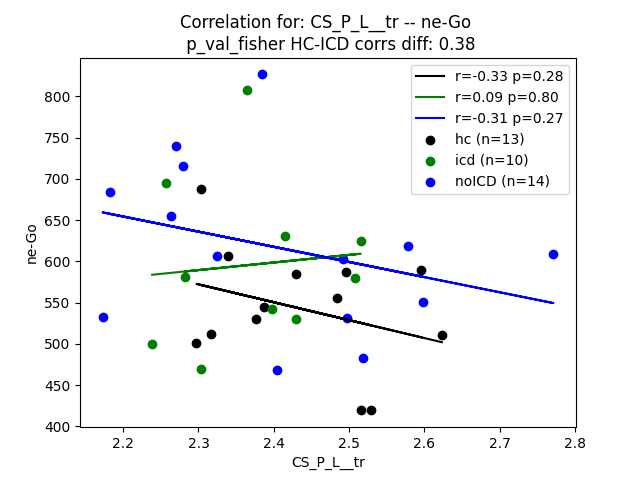 Correlation for: CS_P_L__tr -- ne-Go
p_val_fisher HC-ICD corrs diff: 0.38
r=-0.33 p=0.28
r=0.09 p=0.80
r=-0.31 p=0.27
hc (n=13)
icd (n=10)
noICD (n=14)
800
750
700
650
600
550
500
450
400
ne-Go
2.2 2.3 2.4 2.5 2.6 2.7 2.8
CS_P_L__tr